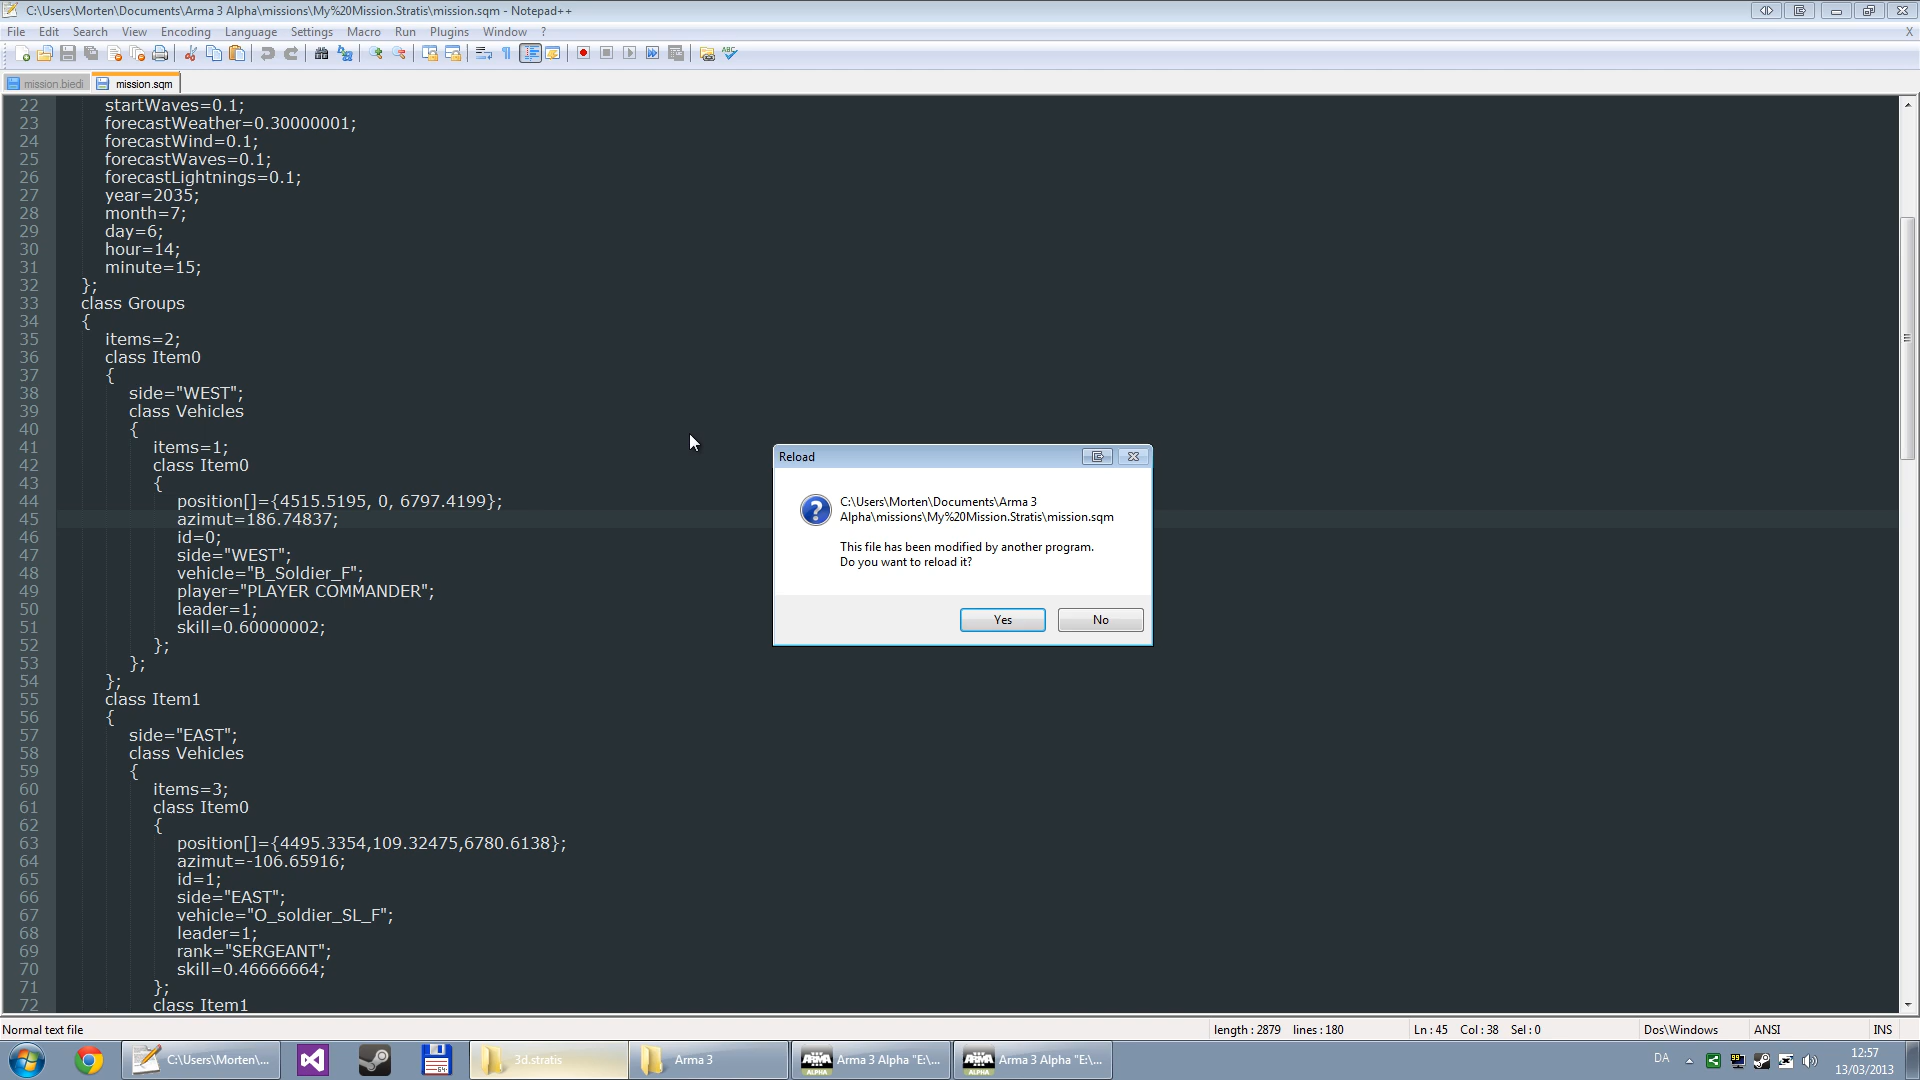 C:\Users\Morten\Documents\Arma 3 Alpha\missions\My%20Mission.Stratis\mission.sqm - Notepad++
File Edit Search View Encoding Language Settings Macro Run Plugins Window ? X
mission.biedi mission.sqm
22 startWaves=0.1;
23 forecastWeather=0.30000001;
24 forecastWind=0.1;
25 forecastWaves=0.1;
26 forecastLightnings=0.1;
27 year=2035;
28 month=7;
29 day=6;
30 hour=14;
31 minute=15;
32 };
33 class Groups
34 {
35 items=2;
36 class Item0
37 {
38 side="WEST";
39 class Vehicles
40 {
41 items=1;
42 class Item0
43 {
44 position[]={4515.5195, 0, 6797.4199};
45 azimut=186.74837;
46 id=0;
47 side="WEST";
48 vehicle="B_Soldier_F";
49 player="PLAYER COMMANDER";
50 leader=1;
51 skill=0.60000002;
52 };
53 };
54 };
55 class Item1
56 {
57 side="EAST";
58 class Vehicles
59 {
60 items=3;
61 class Item0
62 {
63 position[]={4495.3354,109.32475,6780.6138};
64 azimut=-106.65916;
65 id=1;
66 side="EAST";
67 vehicle="O_soldier_SL_F";
68 leader=1;
69 rank="SERGEANT";
70 skill=0.46666664;
71 };
72 class Item1
Reload
C:\Users\Morten\Documents\Arma 3
Alpha\missions\My%20Mission.Stratis\mission.sqm
This file has been modified by another program.
Do you want to reload it?
Yes No
Normal text file length : 2879 lines : 180 Ln : 45 Col : 38 Sel : 0 Dos\Windows ANSI INS
C:\Users\Morten\... 3d.stratis Arma 3 ARMA ALPHA Arma 3 Alpha "E:\... ARMA ALPHA Arma 3 Alpha "E:\... DA 12:57
13/03/2013